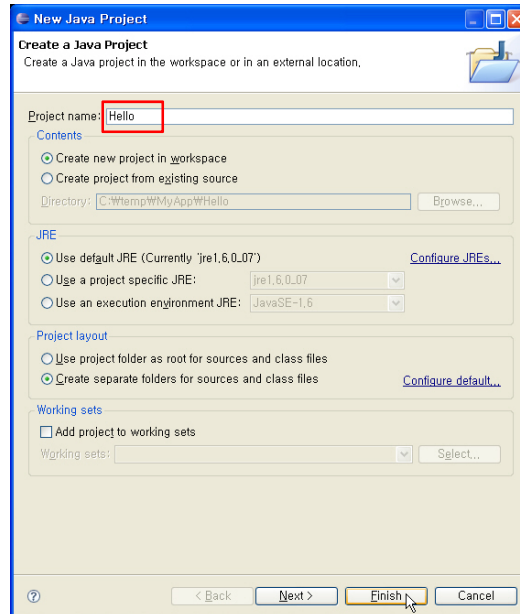 New Java Project
Create a Java Project
Create a Java project in the workspace or in an external location.
Project name: Hello
Contents
Create new project in workspace
Create project from existing source
Directory: C:₩temp₩MyApp₩Hello Browse...
JRE
Use default JRE (Currently 'jre1.6.0_07') Configure JREs...
Use a project specific JRE: jre1.6.0_07
Use an execution environment JRE: JavaSE-1.6
Project layout
Use project folder as root for sources and class files
Create separate folders for sources and class files Configure default...
Working sets
Add project to working sets
Working sets: Select...
? < Back Next > Finish Cancel